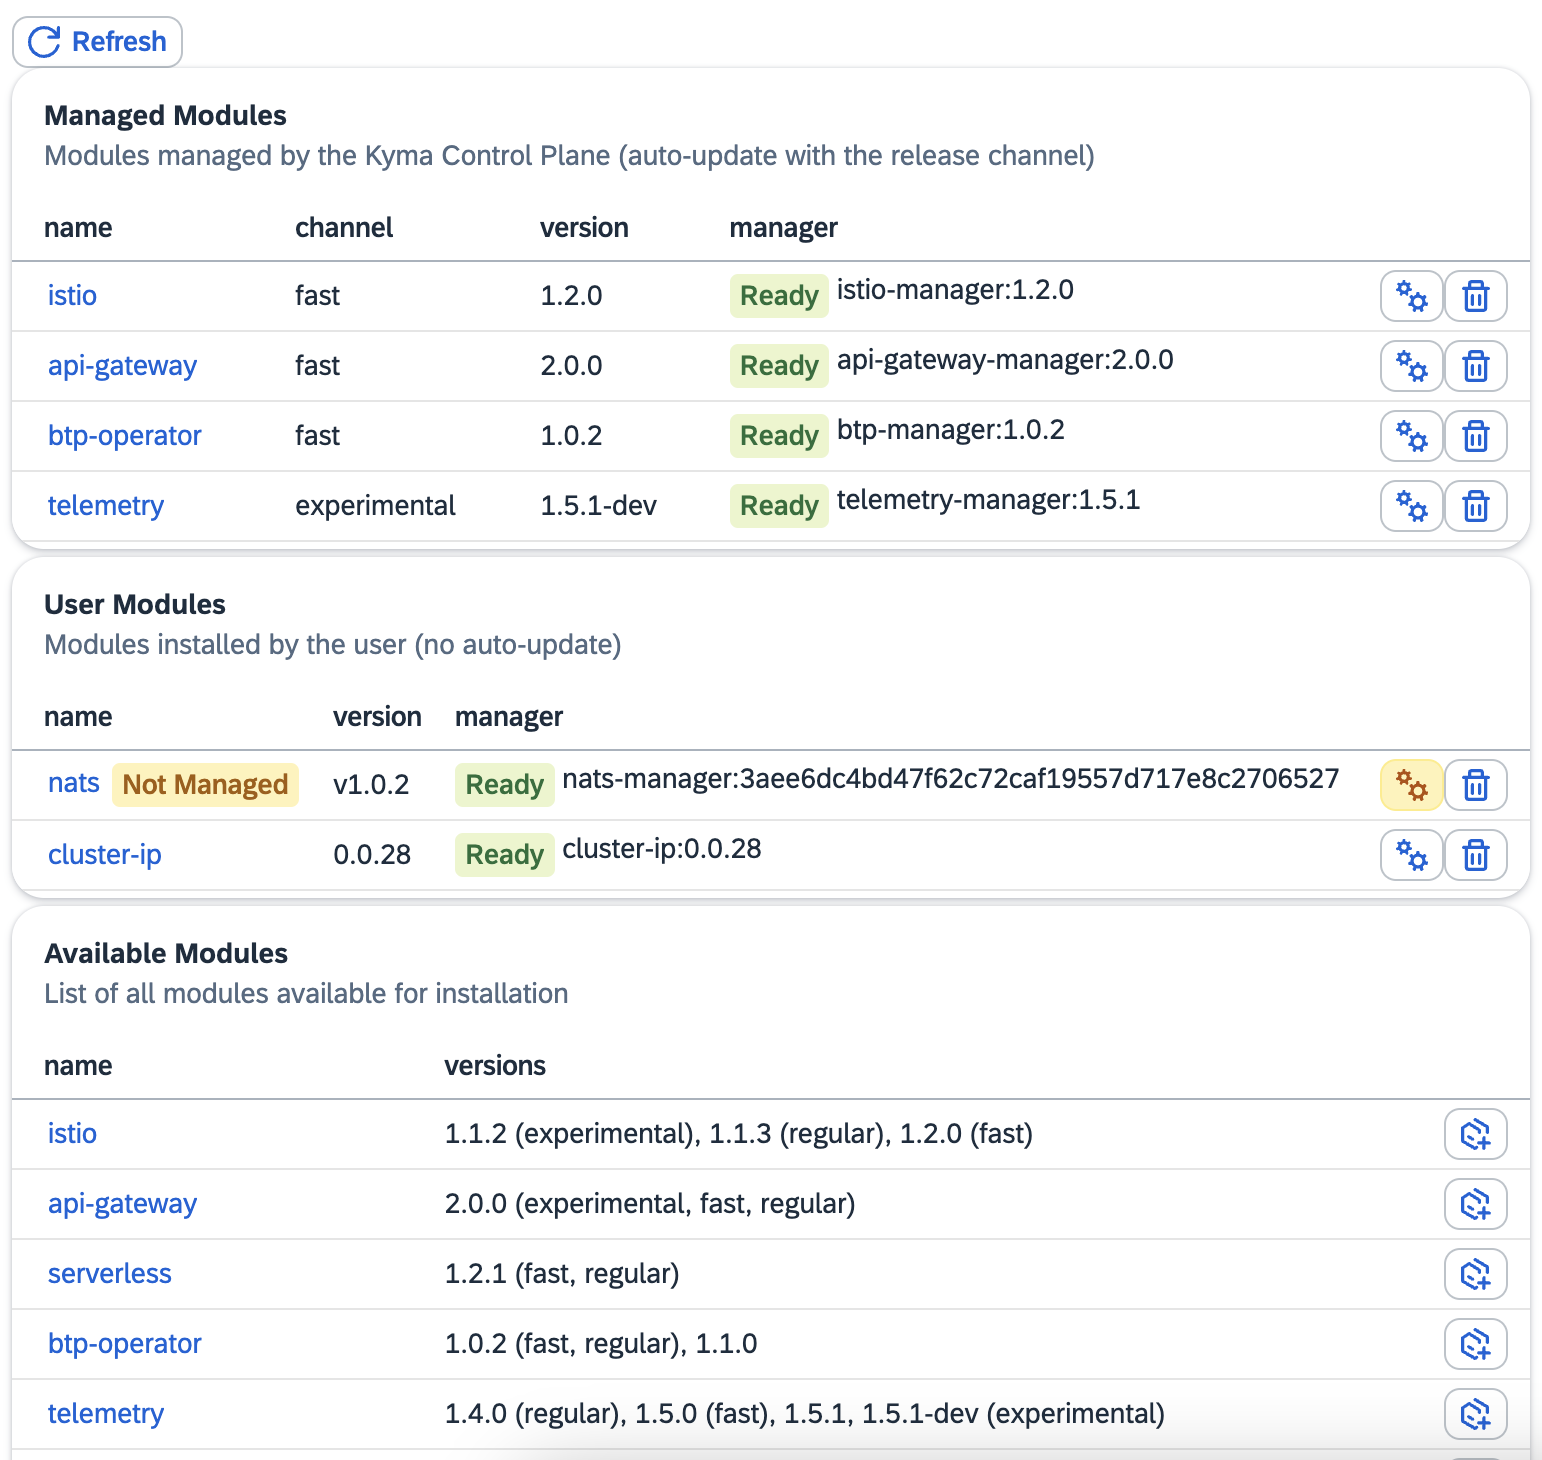 Refresh
Managed Modules
Modules managed by the Kyma Control Plane (auto-update with the release channel)
name channel version manager
istio fast 1.2.0 Ready istio-manager:1.2.0
api-gateway fast 2.0.0 Ready api-gateway-manager:2.0.0
btp-operator fast 1.0.2 Ready btp-manager:1.0.2
telemetry experimental 1.5.1-dev Ready telemetry-manager:1.5.1
User Modules
Modules installed by the user (no auto-update)
name version manager
nats Not Managed v1.0.2 Ready nats-manager:3aee6dc4bd47f62c72caf19557d717e8c2706527
cluster-ip 0.0.28 Ready cluster-ip:0.0.28
Available Modules
List of all modules available for installation
name versions
istio 1.1.2 (experimental), 1.1.3 (regular), 1.2.0 (fast)
api-gateway 2.0.0 (experimental, fast, regular)
serverless 1.2.1 (fast, regular)
btp-operator 1.0.2 (fast, regular), 1.1.0
telemetry 1.4.0 (regular), 1.5.0 (fast), 1.5.1, 1.5.1-dev (experimental)